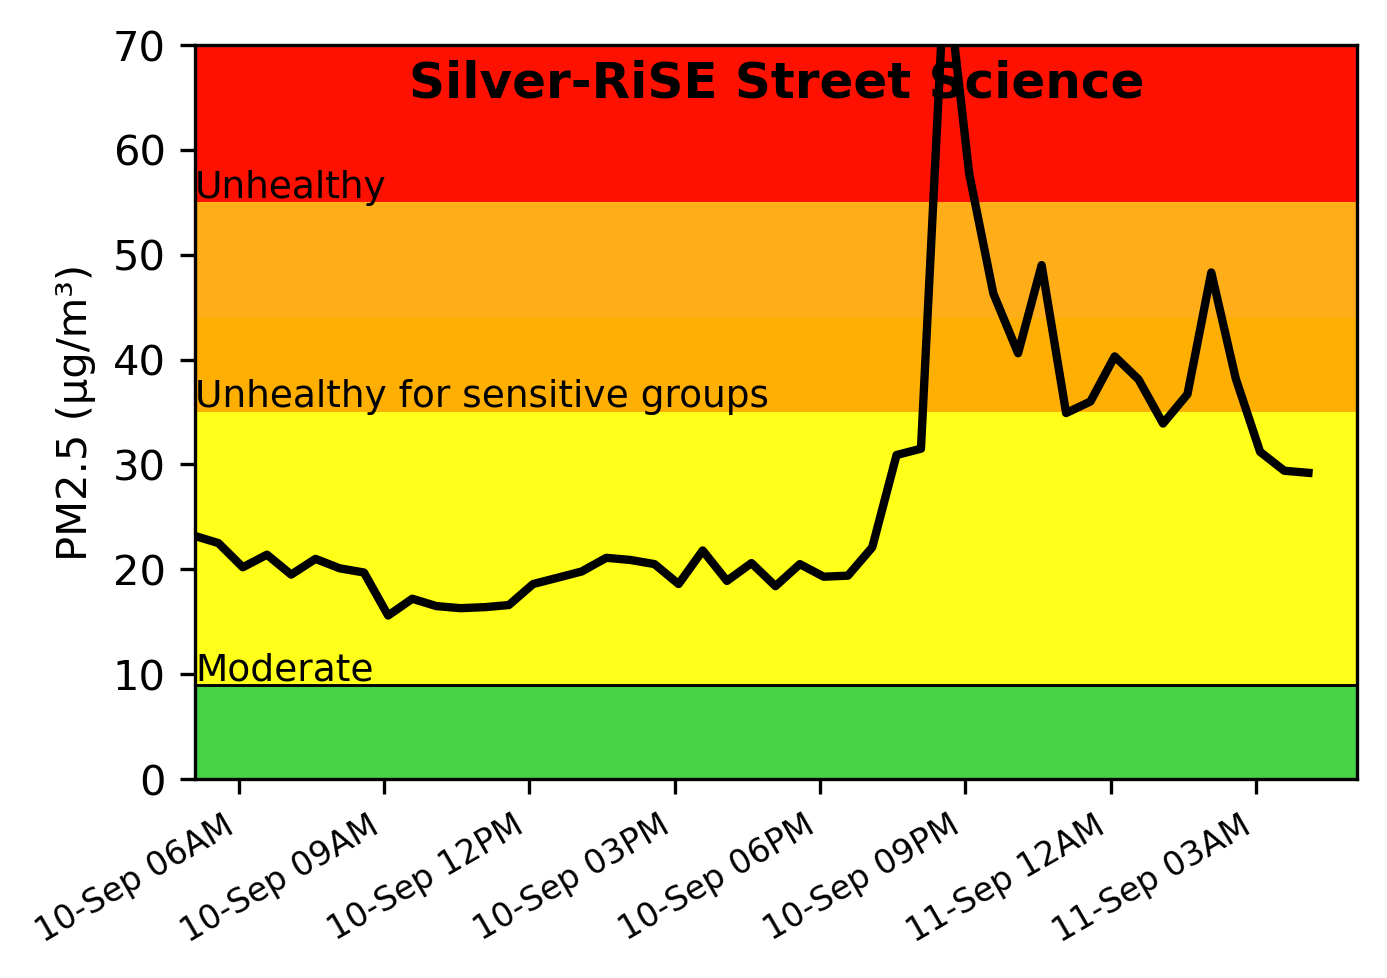 Silver-RiSE Street Science
70
60
Unhealthy
50
40
Unhealthy for sensitive groups
30
20
10
Moderate
0
PM2.5 (µg/m³)
10-Sep 06AM
10-Sep 09AM
10-Sep 12PM
10-Sep 03PM
10-Sep 06PM
10-Sep 09PM
11-Sep 12AM
11-Sep 03AM